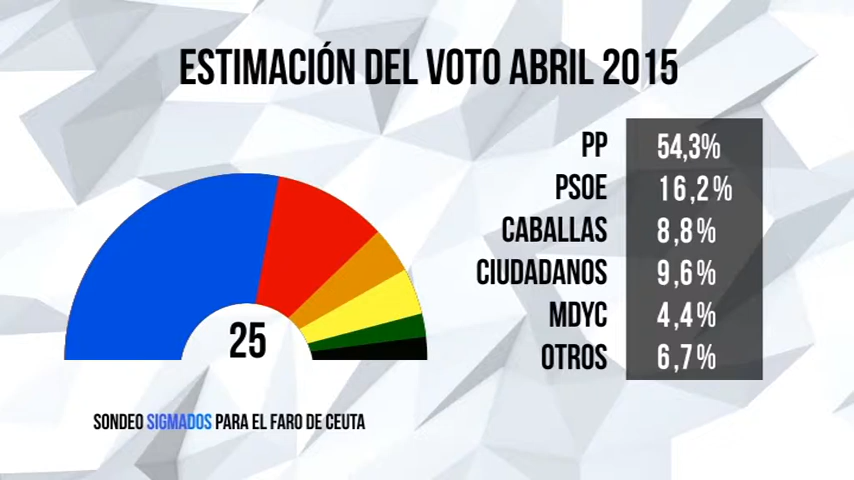 ESTIMACIÓN DEL VOTO ABRIL 2015
PP 54,3%
PSOE 16,2%
CABALLAS 8,8%
CIUDADANOS 9,6%
MDYC 4,4%
OTROS 6,7%
25
SONDEO SIGMADOS PARA EL FARO DE CEUTA